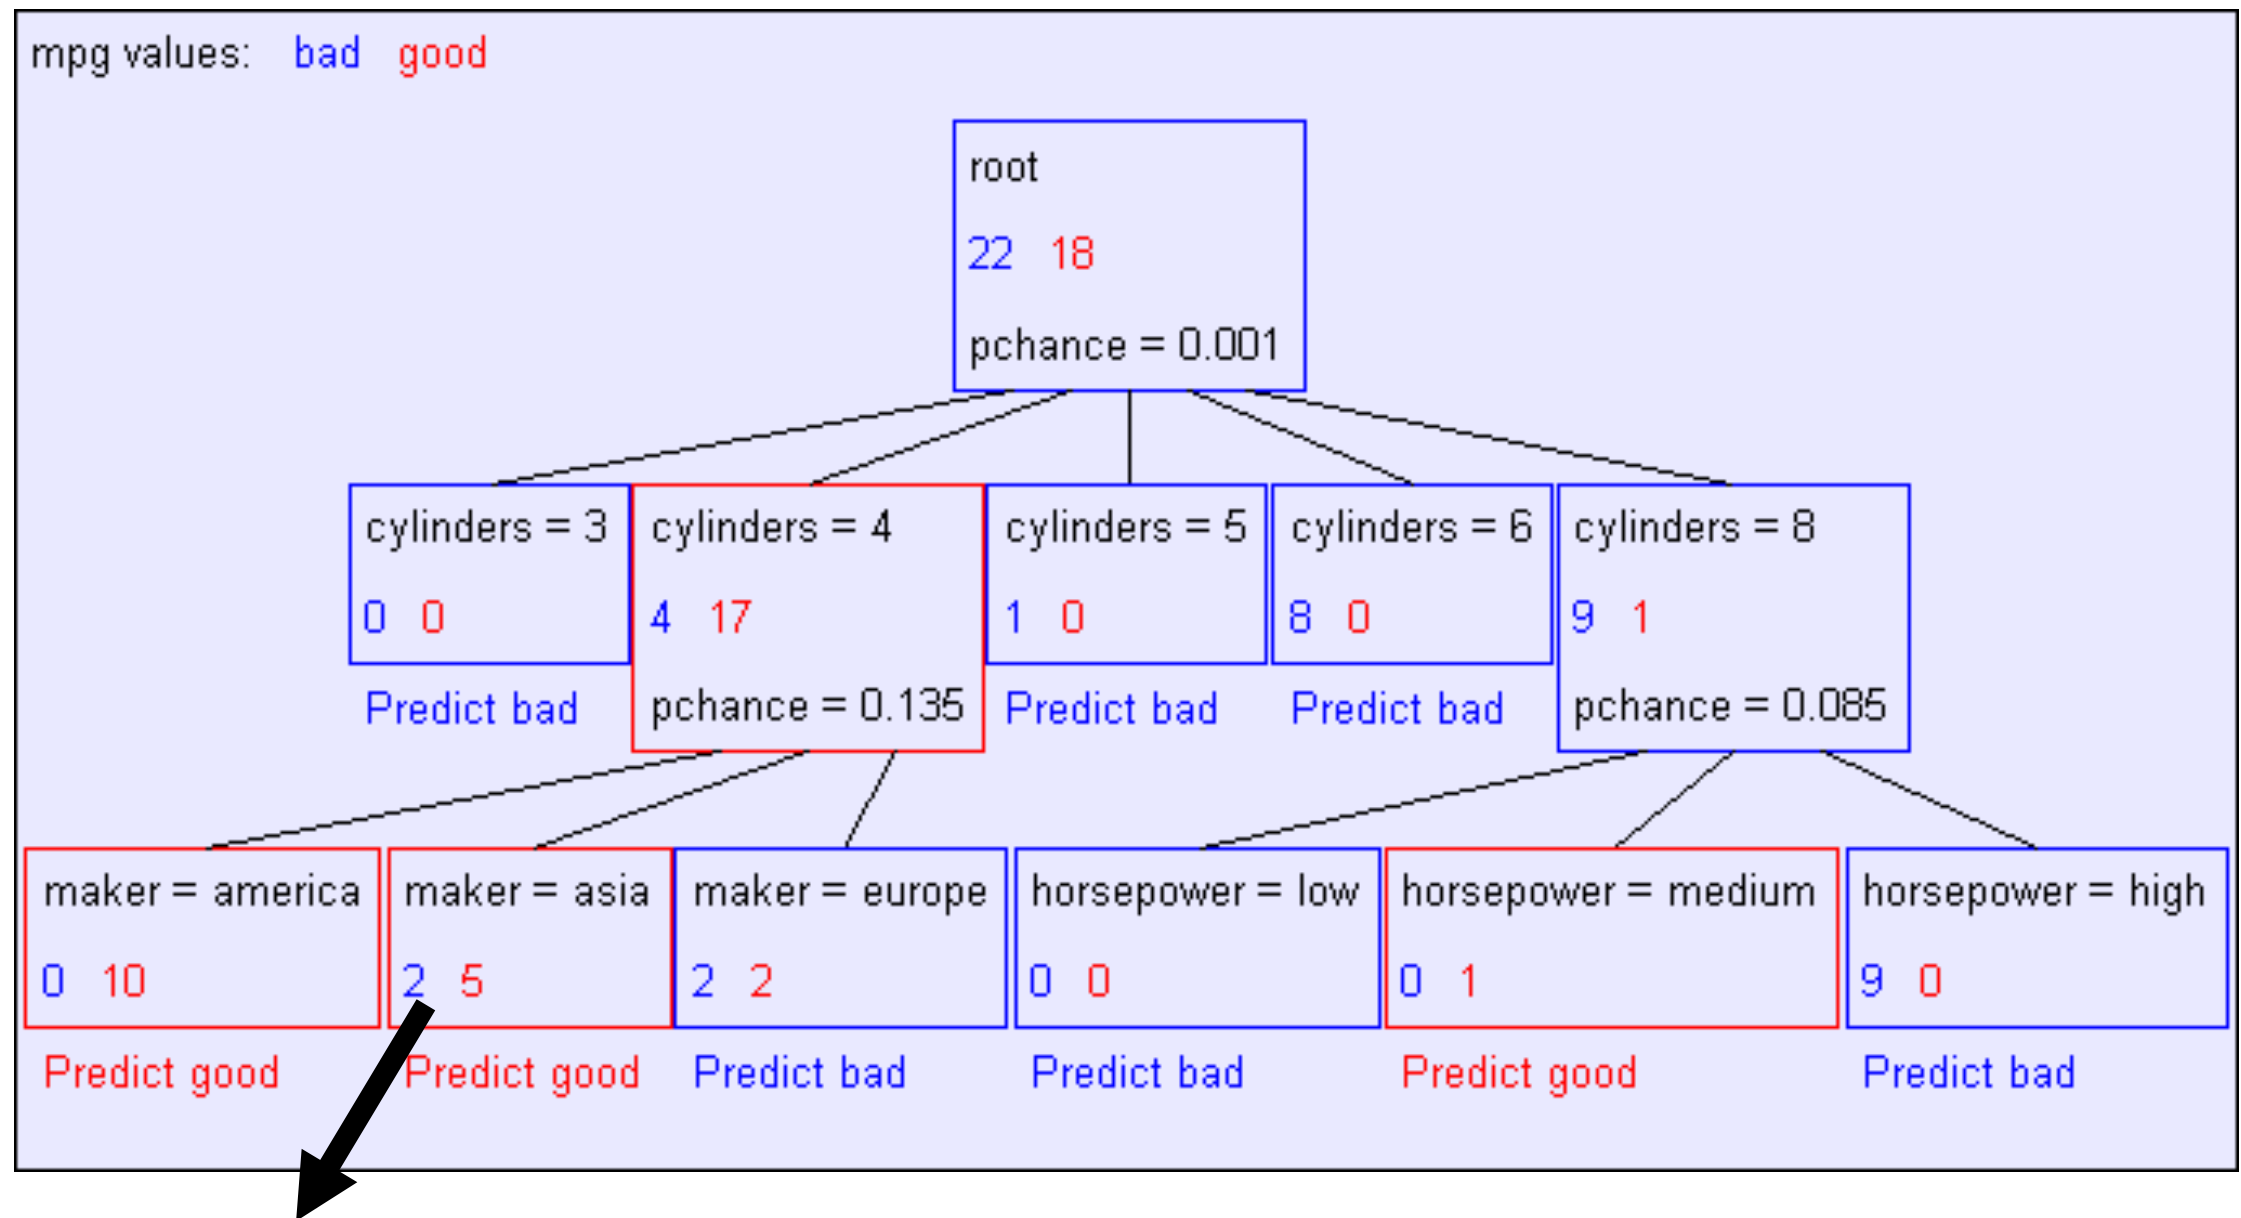 mpg values: bad good
root
22 18
pchance = 0.001
cylinders = 3
0 0
Predict bad
cylinders = 4
4 17
pchance = 0.135
cylinders = 5
1 0
Predict bad
cylinders = 6
8 0
Predict bad
cylinders = 8
9 1
pchance = 0.085
maker = america
0 10
Predict good
maker = asia
2 5
Predict good
maker = europe
2 2
Predict bad
horsepower = low
0 0
Predict bad
horsepower = medium
0 1
Predict good
horsepower = high
9 0
Predict bad